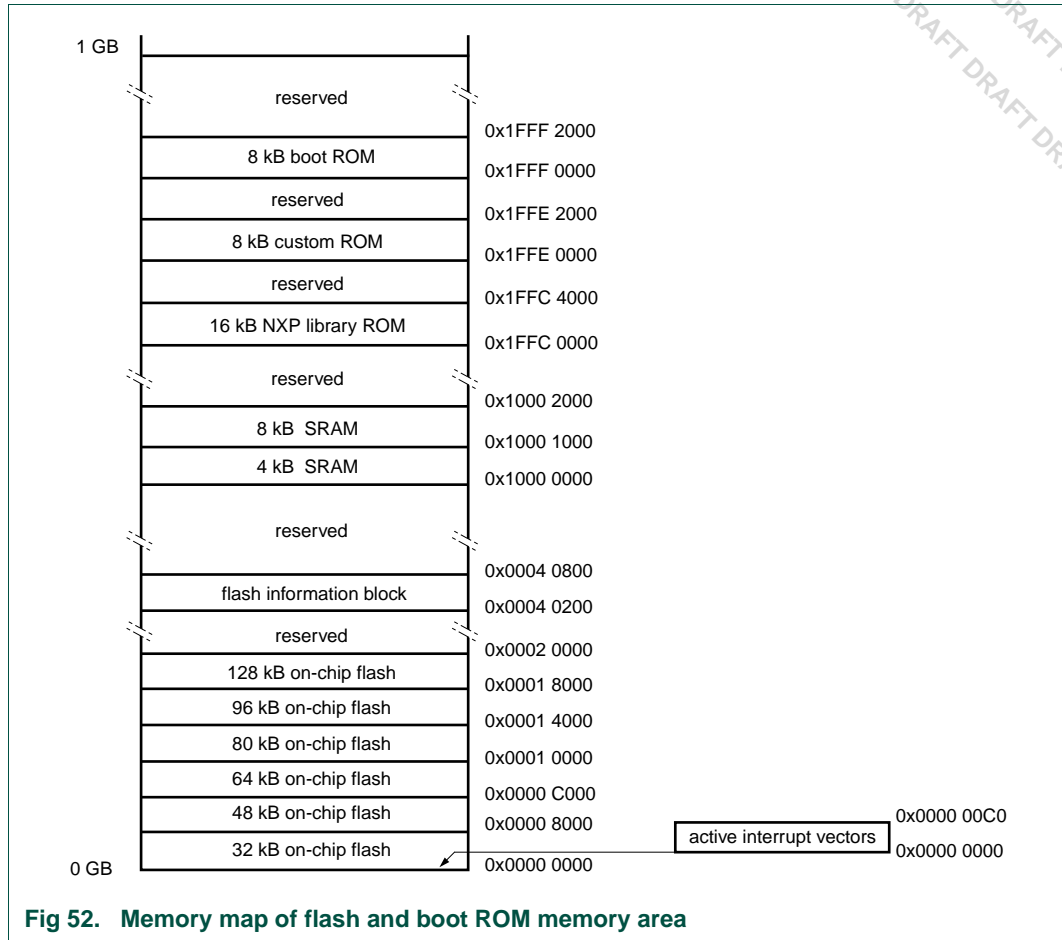 DRAFT DRAFT
DRAFT DRAFT DRA
1 GB
reserved
0x1FFF 2000
8 kB boot ROM
0x1FFF 0000
reserved
0x1FFE 2000
8 kB custom ROM
0x1FFE 0000
reserved
0x1FFC 4000
16 kB NXP library ROM
0x1FFC 0000
reserved
0x1000 2000
8 kB SRAM
0x1000 1000
4 kB SRAM
0x1000 0000
reserved
0x0004 0800
flash information block
0x0004 0200
reserved
0x0002 0000
128 kB on-chip flash
0x0001 8000
96 kB on-chip flash
0x0001 4000
80 kB on-chip flash
0x0001 0000
64 kB on-chip flash
0x0000 C000
48 kB on-chip flash
0x0000 8000
32 kB on-chip flash
0 GB
0x0000 0000
0x0000 00C0
active interrupt vectors
0x0000 0000
Fig 52. Memory map of flash and boot ROM memory area